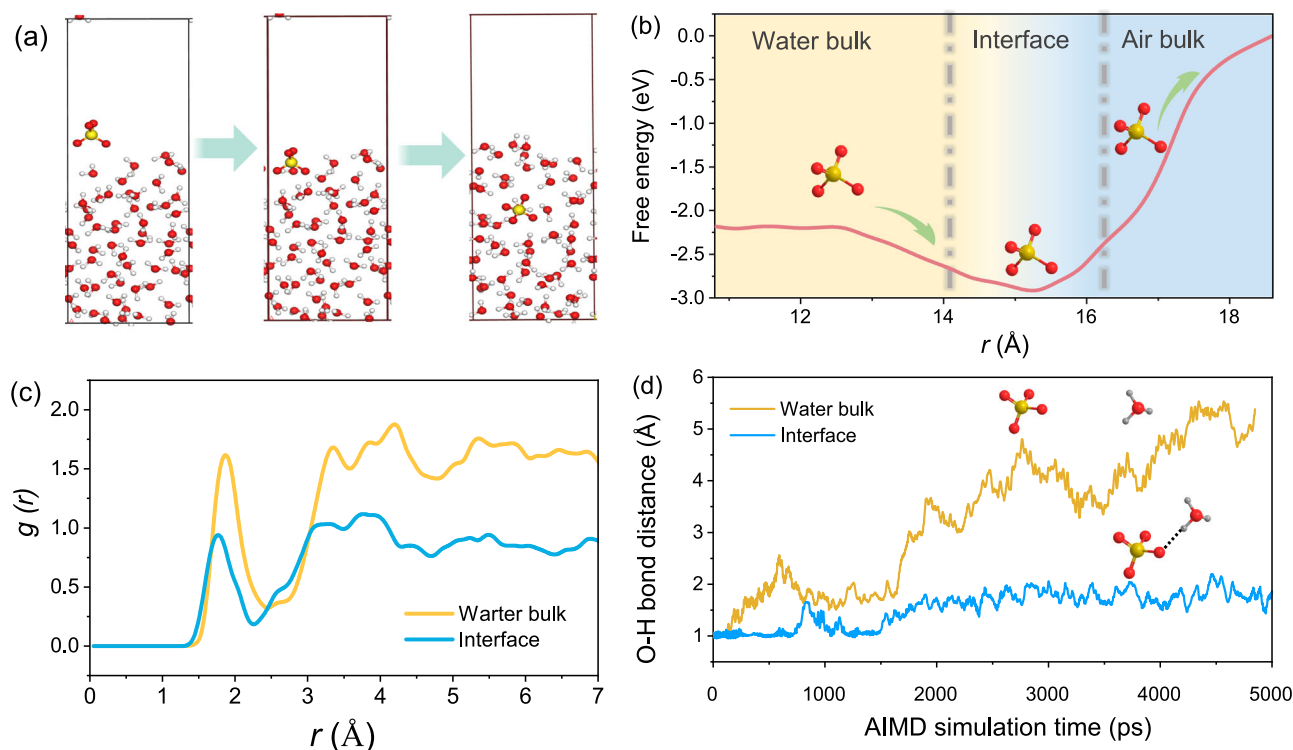 (a)
(b)
Water bulk
Interface
Air bulk
Free energy (eV)
0.0
-0.5
-1.0
-1.5
-2.0
-2.5
-3.0
12
14
16
18
r (Å)
(c)
g (r)
2.0
1.5
1.0
0.5
0.0
Warter bulk
Interface
0
1
2
3
4
5
6
7
r (Å)
(d)
O-H bond distance (Å)
6
5
4
3
2
1
Water bulk
Interface
0
1000
2000
3000
4000
5000
AIMD simulation time (ps)